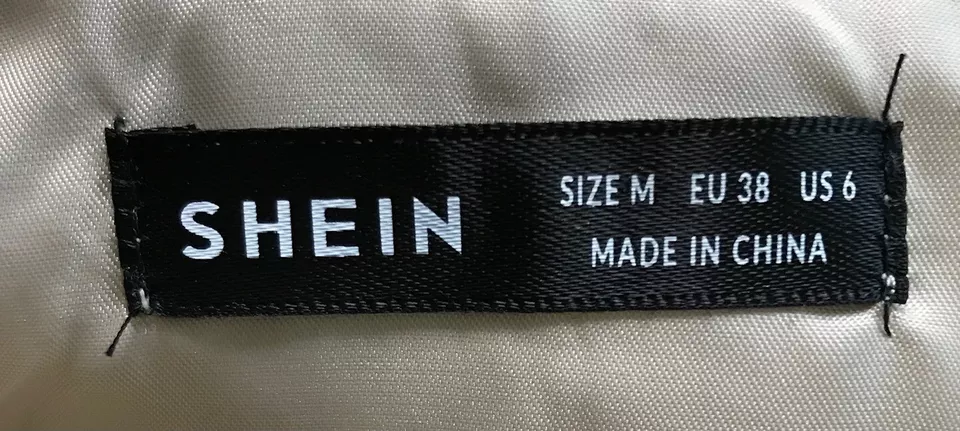 SHEIN
SIZE M EU 38 US 6
MADE IN CHINA